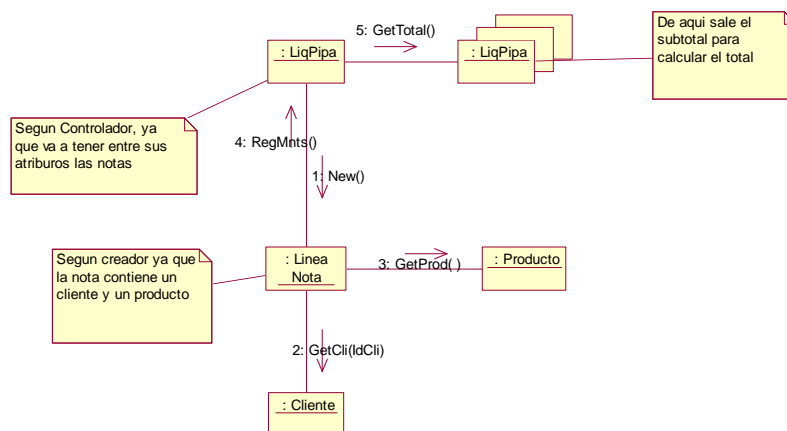 5: GetTotal()
: LiqPipa
: LiqPipa
De aqui sale el
subtotal para
calcular el total
Segun Controlador, ya
que va a tener entre sus
atriburos las notas
4: RegMnts()
1: New()
Segun creador ya que
la nota contiene un
cliente y un producto
: Linea
Nota
3: GetProd( )
: Producto
2: GetCli(IdCli)
: Cliente